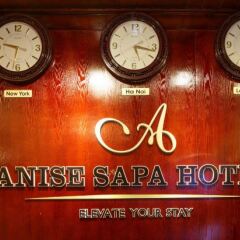 New York
Ha Noi
A
ANISE SAPA HOT
ELEVATE YOUR STAY